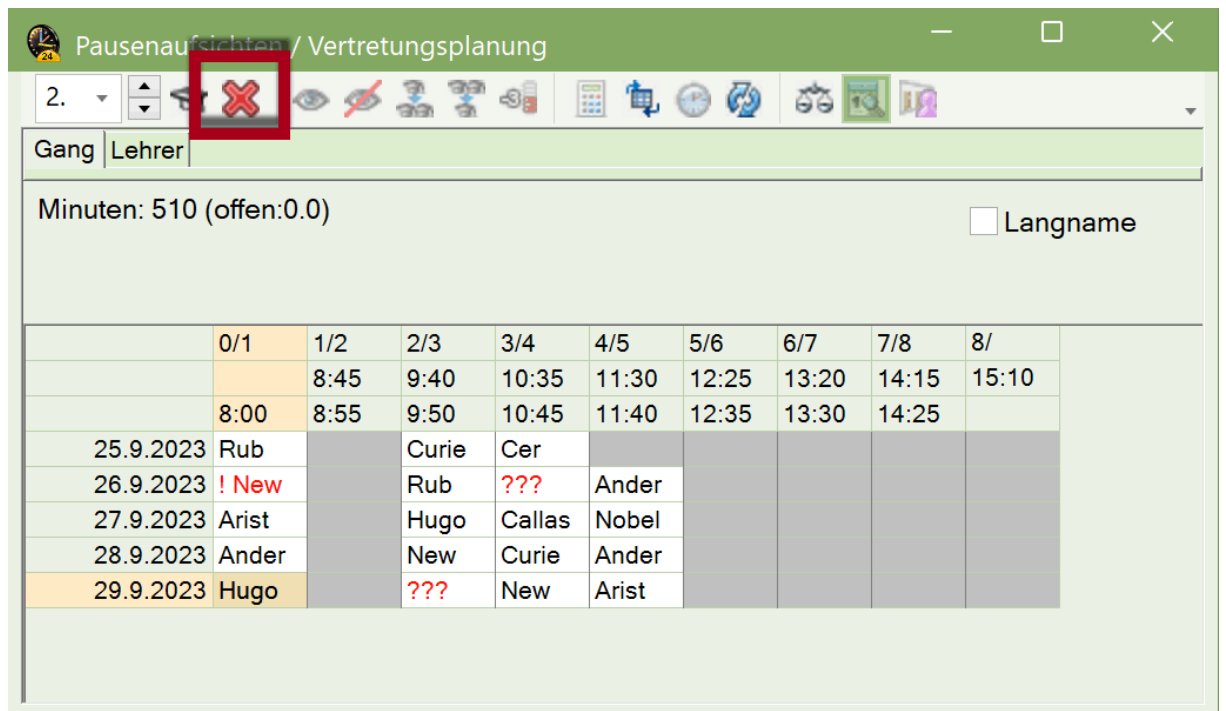 Pausenaufsichten / Vertretungsplanung
2.
Gang Lehrer
Minuten: 510 (offen:0.0)
Langname
0/1 1/2 2/3 3/4 4/5 5/6 6/7 7/8 8/
8:45 9:40 10:35 11:30 12:25 13:20 14:15 15:10
8:00 8:55 9:50 10:45 11:40 12:35 13:30 14:25
25.9.2023 Rub Curie Cer
26.9.2023 ! New Rub ??? Ander
27.9.2023 Arist Hugo Callas Nobel
28.9.2023 Ander New Curie Ander
29.9.2023 Hugo ??? New Arist